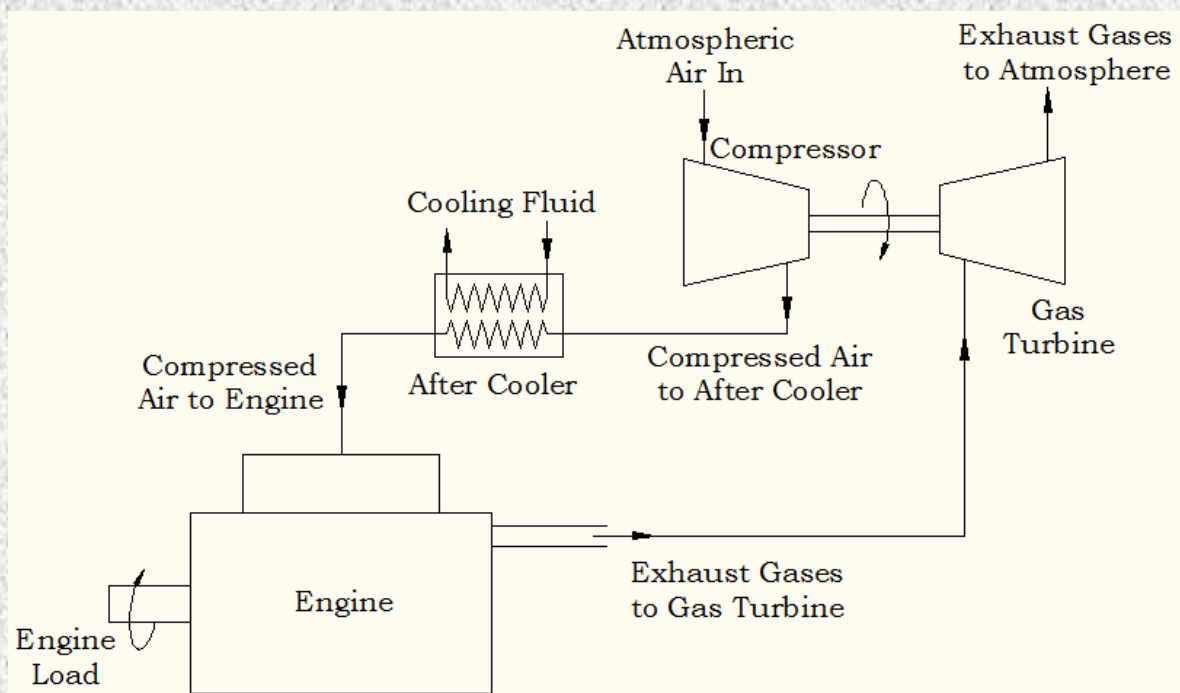 Atmospheric
Air In
Exhaust Gases
to Atmosphere
Compressor
Cooling Fluid
Gas
Turbine
Compressed
Air to Engine
After Cooler
Compressed Air
to After Cooler
Exhaust Gases
to Gas Turbine
Engine
Engine
Load